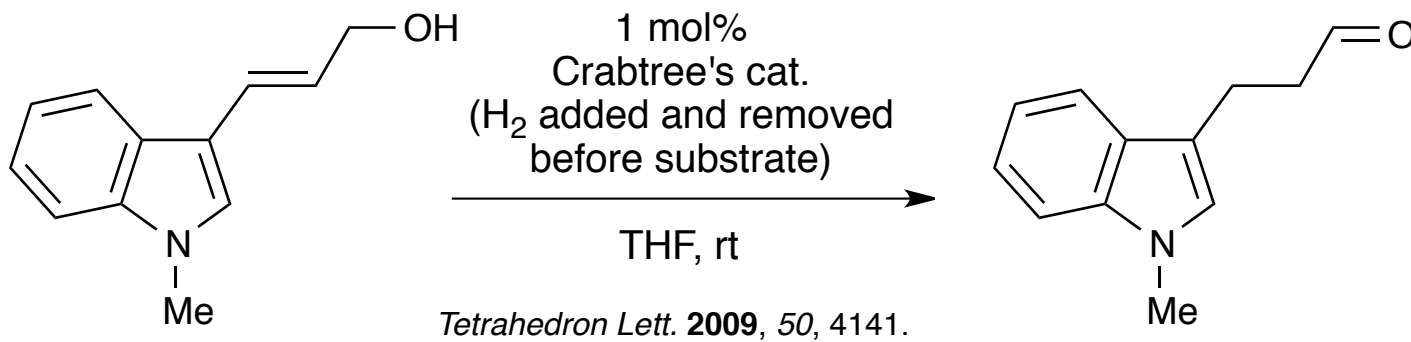 OH
1 mol%
Crabtree's cat.
(H₂ added and removed
before substrate)
THF, rt
N
Me
O
N
Me
Tetrahedron Lett. 2009, 50, 4141.